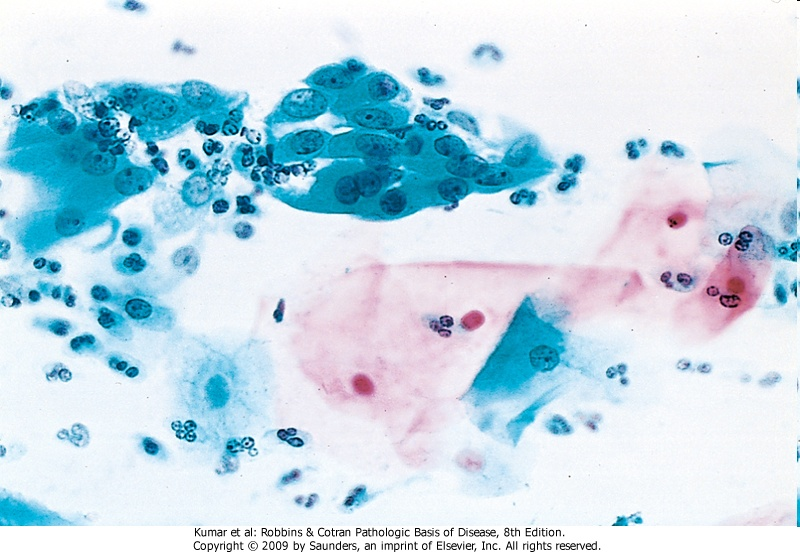 Kumar et al: Robbins & Cotran Pathologic Basis of Disease, 8th Edition.
Copyright © 2009 by Saunders, an imprint of Elsevier, Inc. All rights reserved.